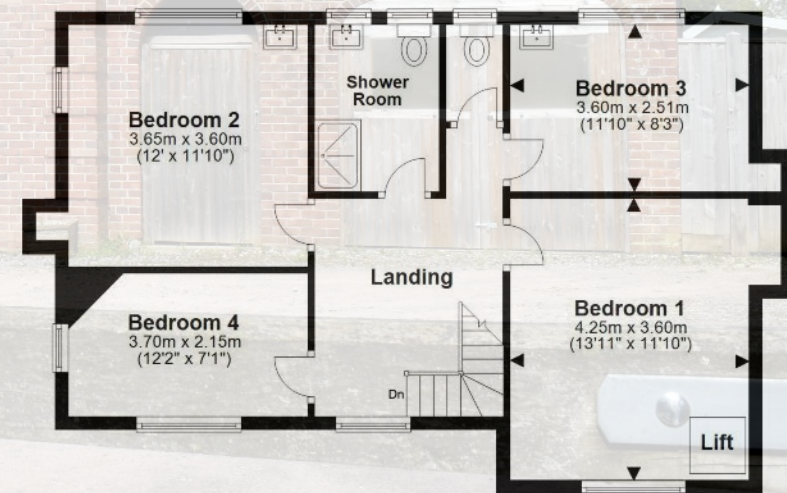 Bedroom 2
3.65m x 3.60m
(12' x 11'10")
Shower
Room
Bedroom 3
3.60m x 2.51m
(11'10" x 8'3")
Landing
Bedroom 4
3.70m x 2.15m
(12'2" x 7'1")
Bedroom 1
4.25m x 3.60m
(13'11" x 11'10")
Dn
Lift